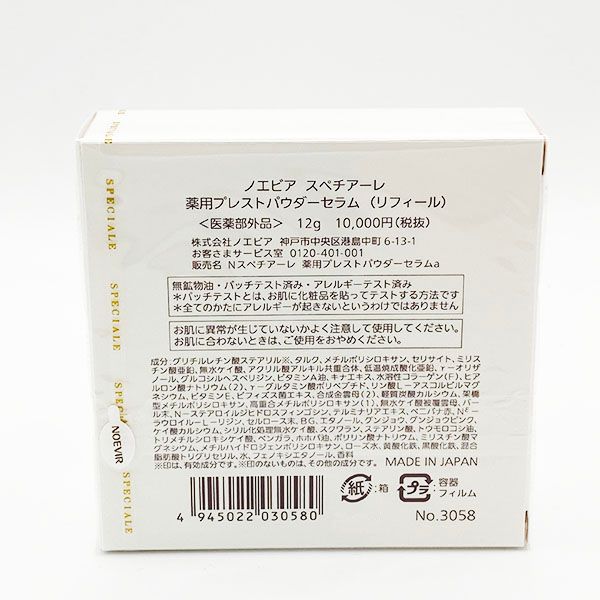 ノエビア スペチアーレ
薬用プレストパウダーセラム (リフィール)
<医薬部外品> 12g 10,000円(税抜)
株式会社ノエビア 神戸市中央区港島中町 6-13-1
お客さまサービス室 0120-401-001
販売名 Nスペチアーレ 薬用プレストパウダーセラムa
無鉱物油・パッチテスト済み・アレルギーテスト済み
*パッチテストとは、お肌に化粧品を貼ってテストする方法です
*全てのかたにアレルギーが起きないというわけではありません
お肌に異常が生じていないかよく注意して使用してください。
お肌に合わないときは、ご使用をおやめください。
成分:グリチルレチン酸ステアリル※、タルク、メチルポリシロキサン、セリサイト、ミリス
チン酸亜鉛、無水ケイ酸、アクリル酸アルキル共重合体、低温焼成酸化亜鉛、γーオリザ
ノール、グルコシルヘスペリジン、ビタミンA油、キナエキス、水溶性コラーゲン(F)、ヒアル
ロン酸ナトリウム(2)、γーグルタミン酸ポリペプチド、リン酸Lーアスコルビルマグ
ネシウム、ビタミンE、ビフィズス菌エキス、合成金雲母(2)、軽質炭酸カルシウム、架橋
型メチルポリシロキサン、高重合メチルポリシロキサン(1)、無水ケイ酸被覆雲母、パー
ル末、Nーステアロイルジヒドロスフィンゴシン、テルミナリアエキス、ベニバナ赤、Nεー
ラウロイルーLーリジン、セルロース末、BG、エタノール、グンジョウ、グンジョウピンク、
ケイ酸カルシウム、シリル化処理無水ケイ酸、スクワラン、ステアリン酸、トウモロコシ油、
トリメチルシロキシケイ酸、ベンガラ、ホホバ油、ポリリン酸ナトリウム、ミリスチン酸マ
グネシウム、メチルハイドロジェンポリシロキサン、ローズ水、黄酸化鉄、黒酸化鉄、混合
脂肪酸トリグリセリル、水、フェノキシエタノール、香料
※印は、有効成分です。※印のないものは、その他の成分です。 MADE IN JAPAN
紙 :箱 プラ :容器
フィルム
4 945022 030580
No.3058
SPECIALE
SPECIALE
SPECIALE
NOEVIR